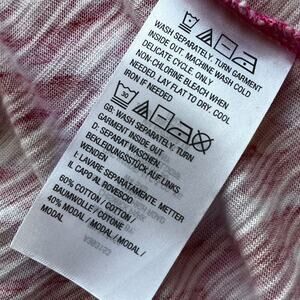 WASH SEPARATELY, TURN GARMENT
INSIDE OUT. MACHINE WASH COLD
DELICATE CYCLE. ONLY
NON-CHLORINE BLEACH WHEN
NEEDED. LAY FLAT TO DRY. COOL
IRON IF NEEDED
GB: WASH SEPARATELY, TURN
GARMENT INSIDE OUT
D SEPARAT WASCHEN
BEKLEIDUNGSSTÜCK AUF LINKS
WENDEN
I: LAVARE SEPARATAMENTE. METTER
IL CAPO AL ROVESCIO
60% COTTON / COTTON /
BAUMWOLLE / COTONE
40% MODAL / MODAL / MODAL /
MODAL